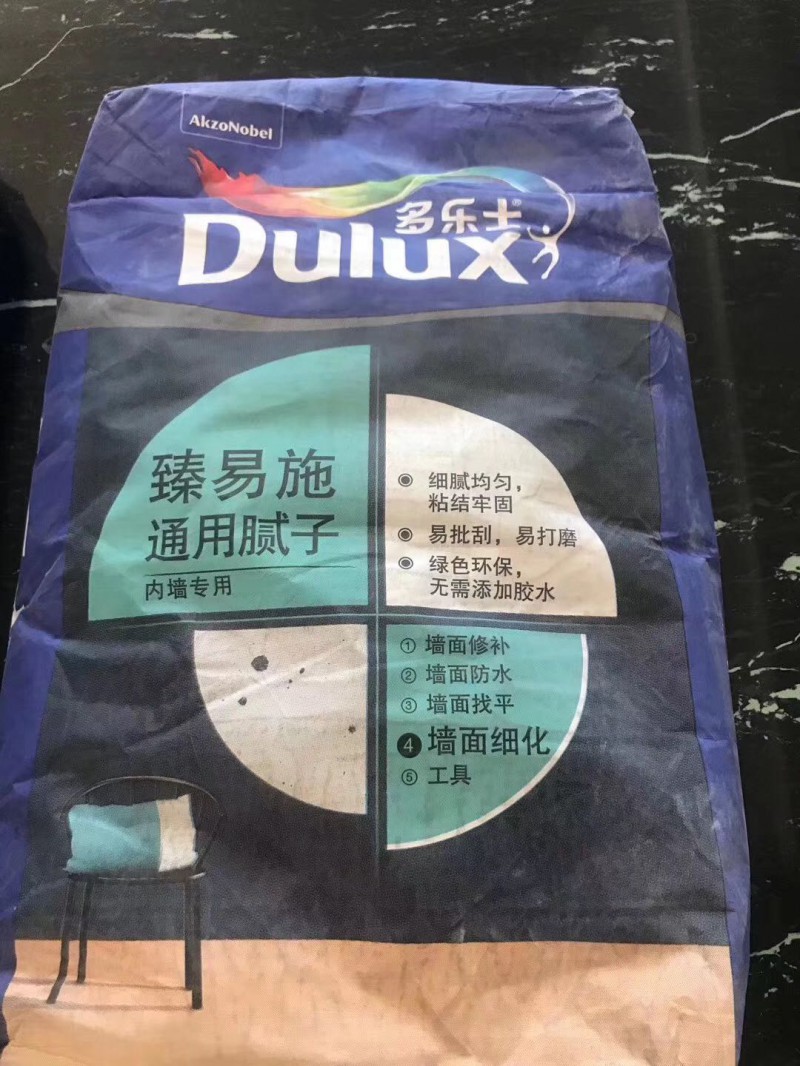 AkzoNobel
多乐士®
Dulux
臻易施
通用腻子
内墙专用
◉ 细腻均匀，
粘结牢固
◉ 易批刮，易打磨
◉ 绿色环保，
无需添加胶水
① 墙面修补
② 墙面防水
③ 墙面找平
❹ 墙面细化
⑤ 工具